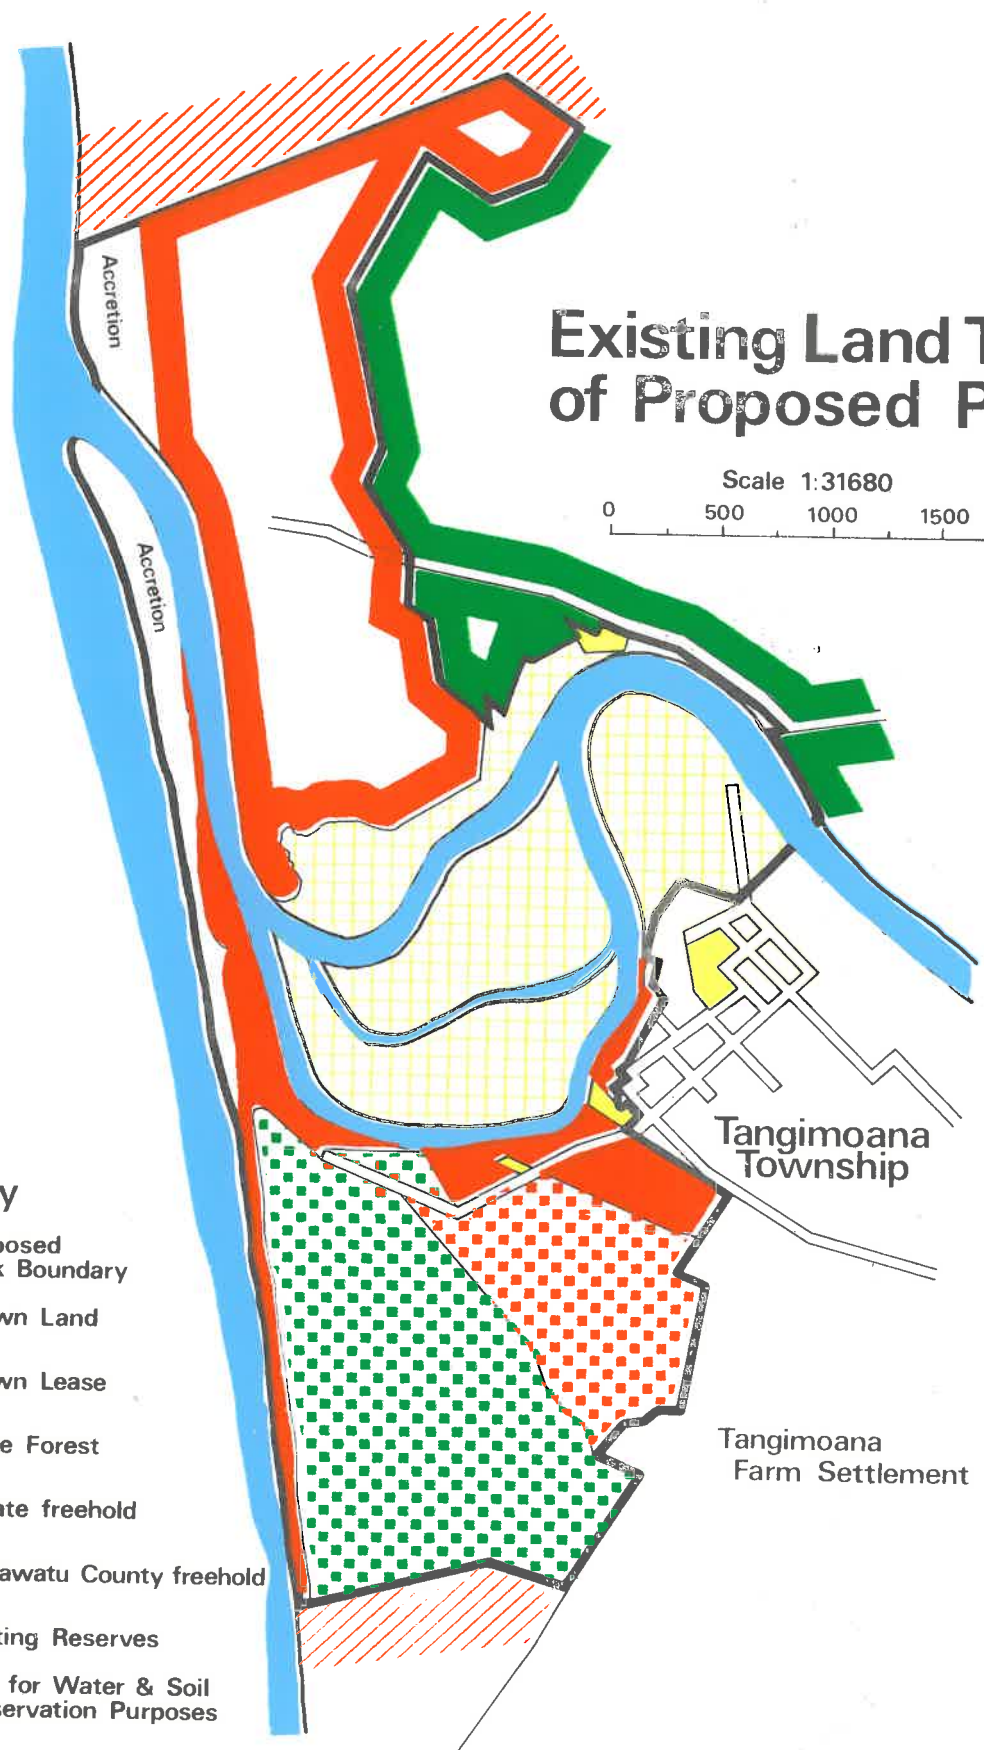 Existing Land T
of Proposed P
Scale 1:31680
0 500 1000 1500
Accretion
Accretion
Tangimoana
Township
Tangimoana
Farm Settlement
y
posed
k Boundary
wn Land
wn Lease
e Forest
ate freehold
awatu County freehold
ting Reserves
for Water & Soil
servation Purposes